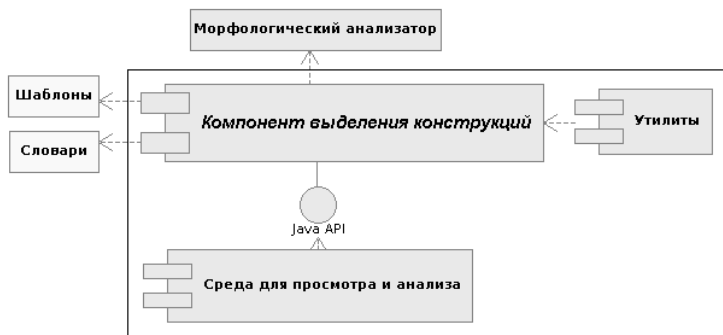 Морфологический анализатор
Шаблоны
Компонент выделения конструкций
Утилиты
Словари
Java API
Среда для просмотра и анализа